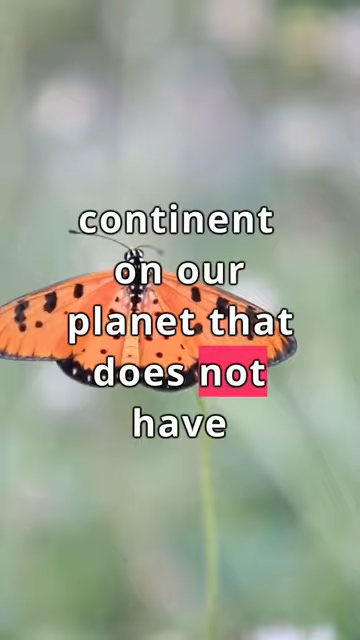 continent
on our
planet that
does not
have